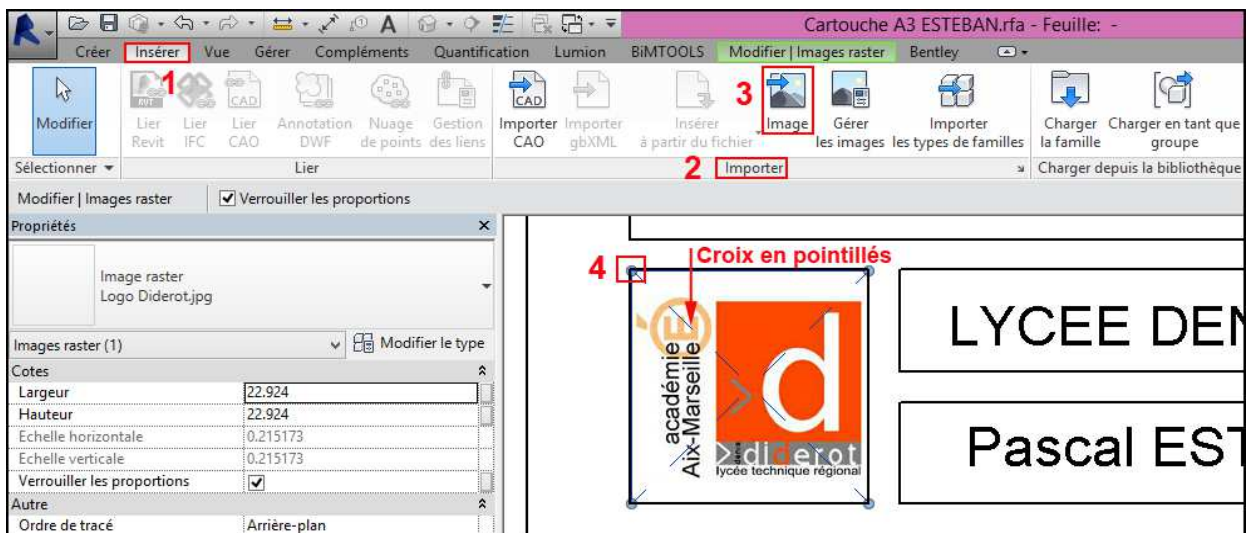 Cartouche A3 ESTEBAN.rfa - Feuille: -
Créer Insérer Vue Gérer Compléments Quantification Lumion BiMTOOLS Modifier | Images raster Bentley
1
3
Modifier
Lier Revit
Lier IFC
Lier CAO
Annotation DWF
Nuage de points
Gestion des liens
Importer CAO
Importer gbXML
Insérer à partir du fichier
Image
Gérer les images
Importer les types de familles
Charger la famille
Charger en tant que groupe
Sélectionner
Lier
2 Importer
Charger depuis la bibliothèque
Modifier | Images raster
Verrouiller les proportions
Propriétés
Image raster
Logo Diderot.jpg
Images raster (1)
Modifier le type
Cotes
Largeur 22.924
Hauteur 22.924
Echelle horizontale 0.215173
Echelle verticale 0.215173
Verrouiller les proportions
Autre
Ordre de tracé Arrière-plan
4
Croix en pointillés
académie
Aix-Marseille
É
d
diderot
lycée technique régional
LYCEE DEN
Pascal EST